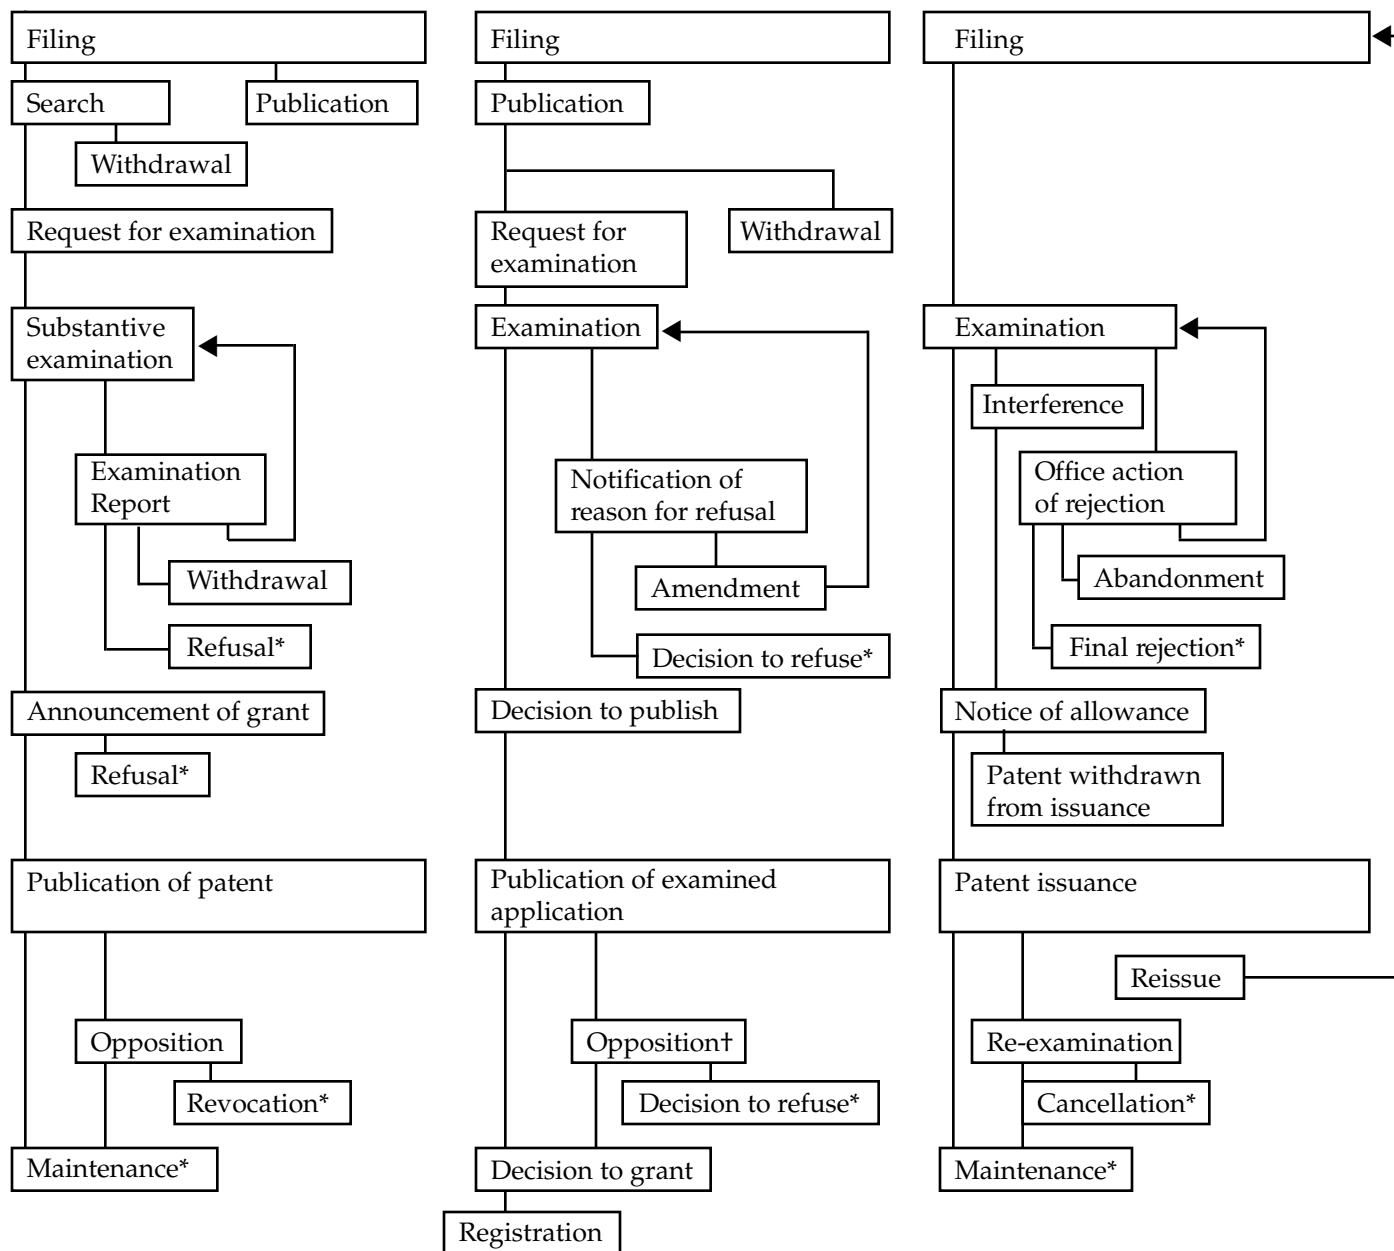 Filing
Search
Publication
Withdrawal
Request for examination
Substantive
examination
Examination
Report
Withdrawal
Refusal*
Announcement of grant
Refusal*
Publication of patent
Opposition
Revocation*
Maintenance*
Filing
Publication
Request for
examination
Withdrawal
Examination
Notification of
reason for refusal
Amendment
Decision to refuse*
Decision to publish
Publication of examined
application
Opposition†
Decision to refuse*
Decision to grant
Registration
Filing
Examination
Interference
Office action
of rejection
Abandonment
Final rejection*
Notice of allowance
Patent withdrawn
from issuance
Patent issuance
Reissue
Re-examination
Cancellation*
Maintenance*